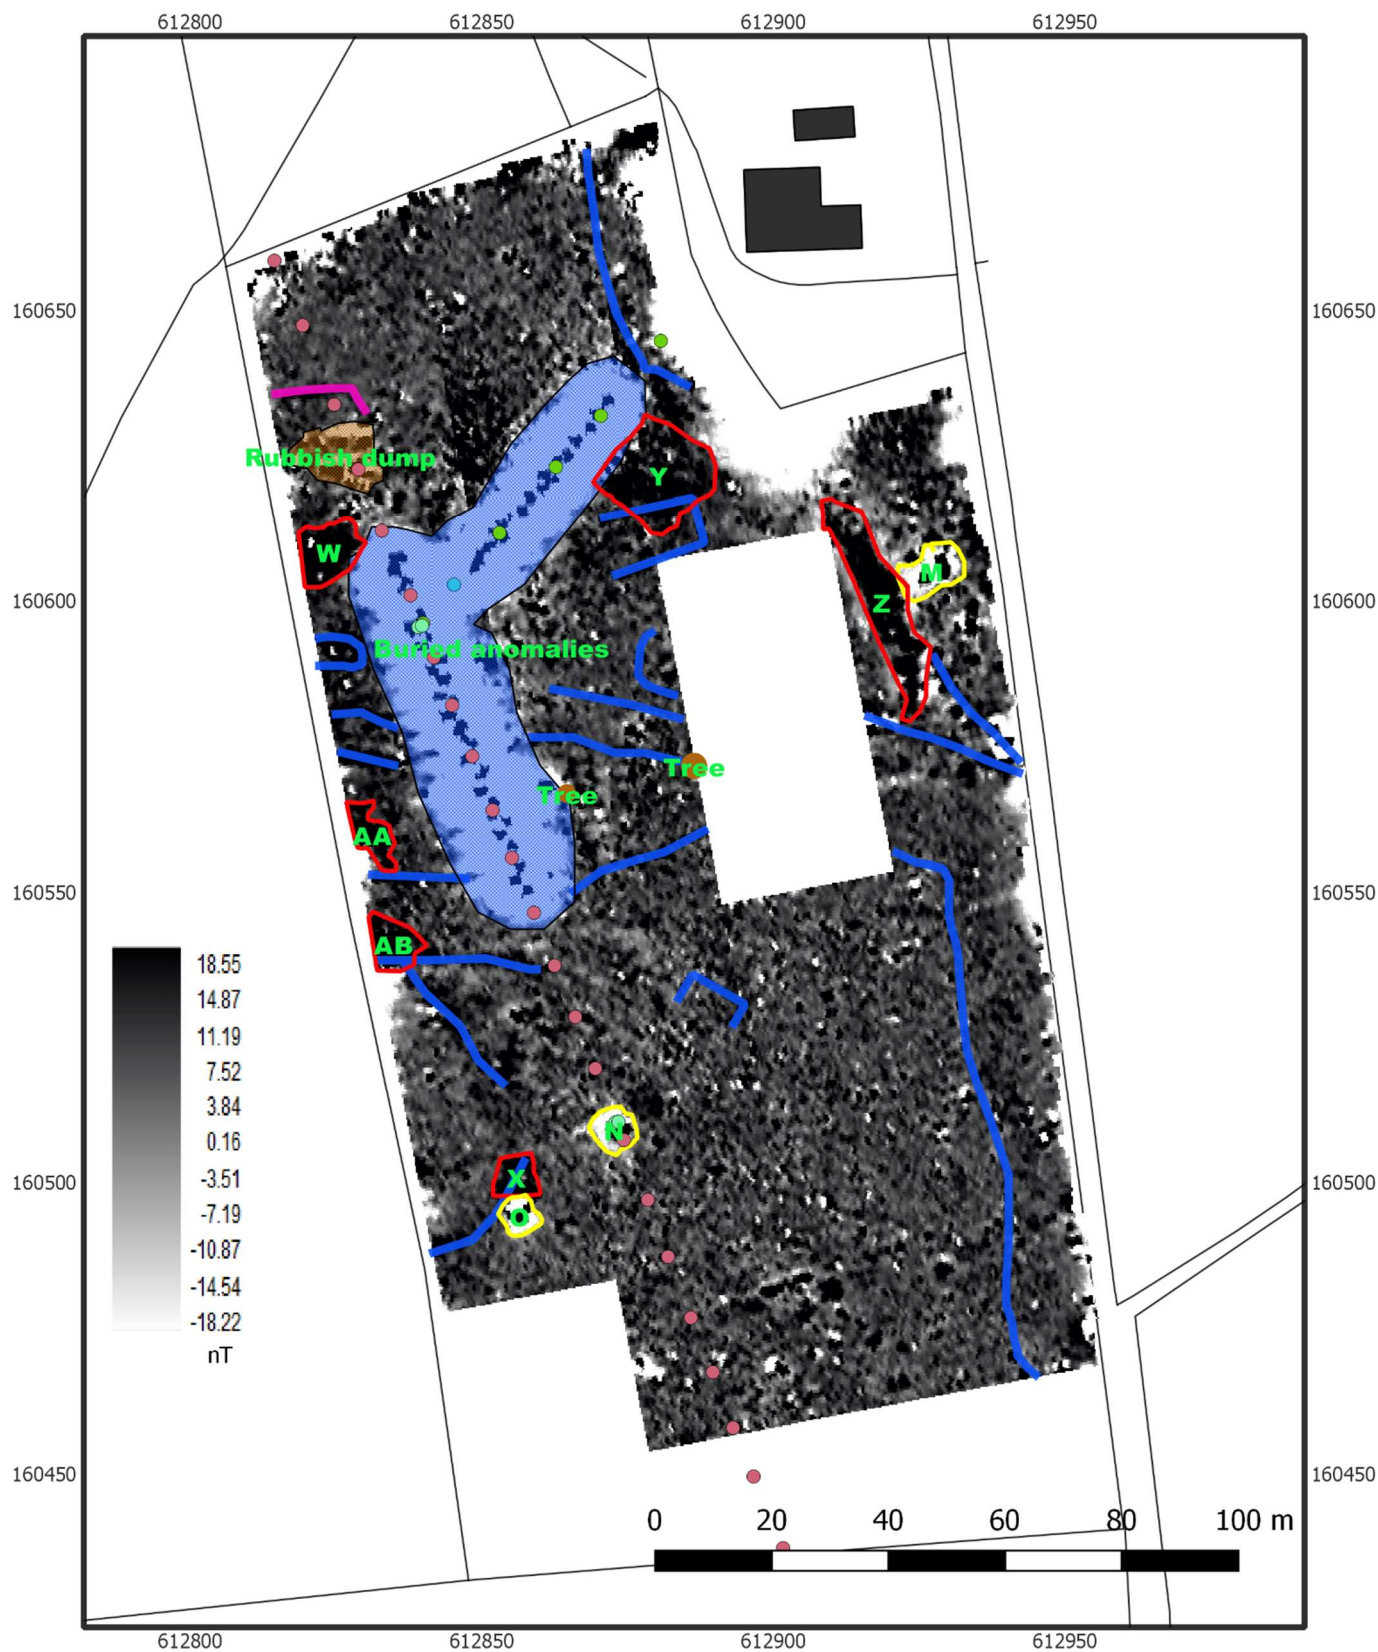 612800 612850 612900 612950
160650 160650
Rubbish dump
Y
W
M
160600 Z 160600
Buried anomalies
Tree
Tree
AA
160550 160550
AB
18.55
14.87
11.19
7.52
3.84
0.16
-3.51
-7.19
-10.87
-14.54
-18.22
nT
N
X
160500 160500
O
160450 160450
0 20 40 60 80 100 m
612800 612850 612900 612950